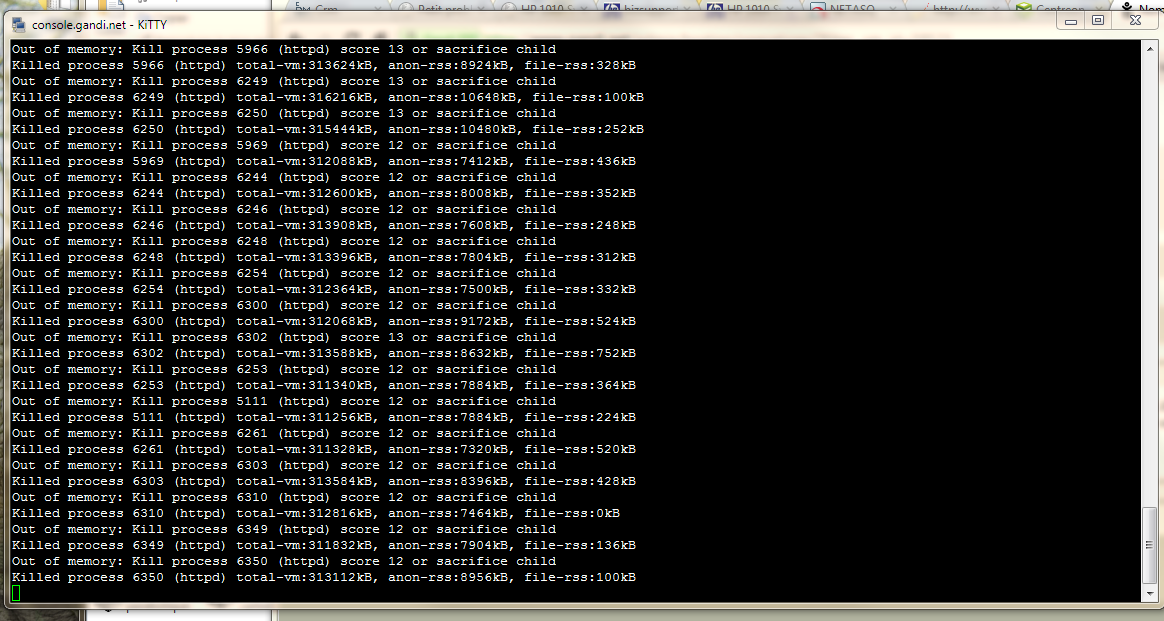 console.gandi.net - KiTTY
Out of memory: Kill process 5966 (httpd) score 13 or sacrifice child
Killed process 5966 (httpd) total-vm:313624kB, anon-rss:8924kB, file-rss:328kB
Out of memory: Kill process 6249 (httpd) score 13 or sacrifice child
Killed process 6249 (httpd) total-vm:316216kB, anon-rss:10648kB, file-rss:100kB
Out of memory: Kill process 6250 (httpd) score 13 or sacrifice child
Killed process 6250 (httpd) total-vm:315444kB, anon-rss:10480kB, file-rss:252kB
Out of memory: Kill process 5969 (httpd) score 12 or sacrifice child
Killed process 5969 (httpd) total-vm:312088kB, anon-rss:7412kB, file-rss:436kB
Out of memory: Kill process 6244 (httpd) score 12 or sacrifice child
Killed process 6244 (httpd) total-vm:312600kB, anon-rss:8008kB, file-rss:352kB
Out of memory: Kill process 6246 (httpd) score 12 or sacrifice child
Killed process 6246 (httpd) total-vm:313908kB, anon-rss:7608kB, file-rss:248kB
Out of memory: Kill process 6248 (httpd) score 12 or sacrifice child
Killed process 6248 (httpd) total-vm:313396kB, anon-rss:7804kB, file-rss:312kB
Out of memory: Kill process 6254 (httpd) score 12 or sacrifice child
Killed process 6254 (httpd) total-vm:312364kB, anon-rss:7500kB, file-rss:332kB
Out of memory: Kill process 6300 (httpd) score 12 or sacrifice child
Killed process 6300 (httpd) total-vm:312068kB, anon-rss:9172kB, file-rss:524kB
Out of memory: Kill process 6302 (httpd) score 13 or sacrifice child
Killed process 6302 (httpd) total-vm:313588kB, anon-rss:8632kB, file-rss:752kB
Out of memory: Kill process 6253 (httpd) score 12 or sacrifice child
Killed process 6253 (httpd) total-vm:311340kB, anon-rss:7884kB, file-rss:364kB
Out of memory: Kill process 5111 (httpd) score 12 or sacrifice child
Killed process 5111 (httpd) total-vm:311256kB, anon-rss:7884kB, file-rss:224kB
Out of memory: Kill process 6261 (httpd) score 12 or sacrifice child
Killed process 6261 (httpd) total-vm:311328kB, anon-rss:7320kB, file-rss:520kB
Out of memory: Kill process 6303 (httpd) score 12 or sacrifice child
Killed process 6303 (httpd) total-vm:313584kB, anon-rss:8396kB, file-rss:428kB
Out of memory: Kill process 6310 (httpd) score 12 or sacrifice child
Killed process 6310 (httpd) total-vm:312816kB, anon-rss:7464kB, file-rss:0kB
Out of memory: Kill process 6349 (httpd) score 12 or sacrifice child
Killed process 6349 (httpd) total-vm:311832kB, anon-rss:7904kB, file-rss:136kB
Out of memory: Kill process 6350 (httpd) score 12 or sacrifice child
Killed process 6350 (httpd) total-vm:313112kB, anon-rss:8956kB, file-rss:100kB